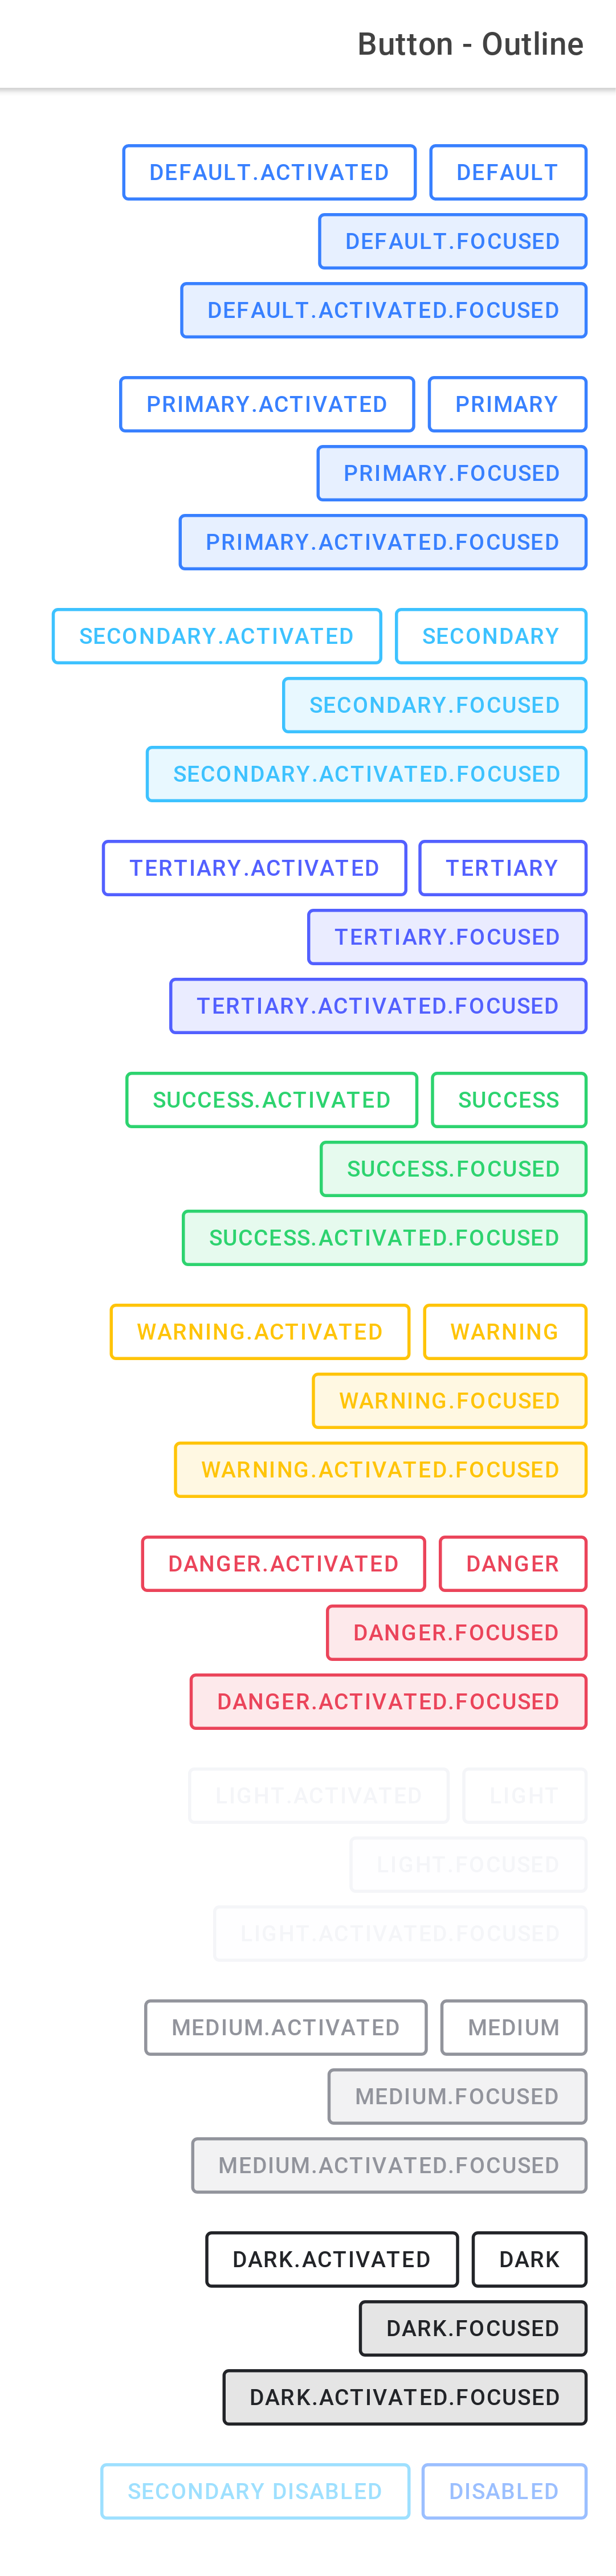 Button - Outline
DEFAULT DEFAULT.ACTIVATED
DEFAULT.FOCUSED
DEFAULT.ACTIVATED.FOCUSED
PRIMARY PRIMARY.ACTIVATED
PRIMARY.FOCUSED
PRIMARY.ACTIVATED.FOCUSED
SECONDARY SECONDARY.ACTIVATED
SECONDARY.FOCUSED
SECONDARY.ACTIVATED.FOCUSED
TERTIARY TERTIARY.ACTIVATED
TERTIARY.FOCUSED
TERTIARY.ACTIVATED.FOCUSED
SUCCESS SUCCESS.ACTIVATED
SUCCESS.FOCUSED
SUCCESS.ACTIVATED.FOCUSED
WARNING WARNING.ACTIVATED
WARNING.FOCUSED
WARNING.ACTIVATED.FOCUSED
DANGER DANGER.ACTIVATED
DANGER.FOCUSED
DANGER.ACTIVATED.FOCUSED
LIGHT LIGHT.ACTIVATED
LIGHT.FOCUSED
LIGHT.ACTIVATED.FOCUSED
MEDIUM MEDIUM.ACTIVATED
MEDIUM.FOCUSED
MEDIUM.ACTIVATED.FOCUSED
DARK DARK.ACTIVATED
DARK.FOCUSED
DARK.ACTIVATED.FOCUSED
DISABLED SECONDARY DISABLED